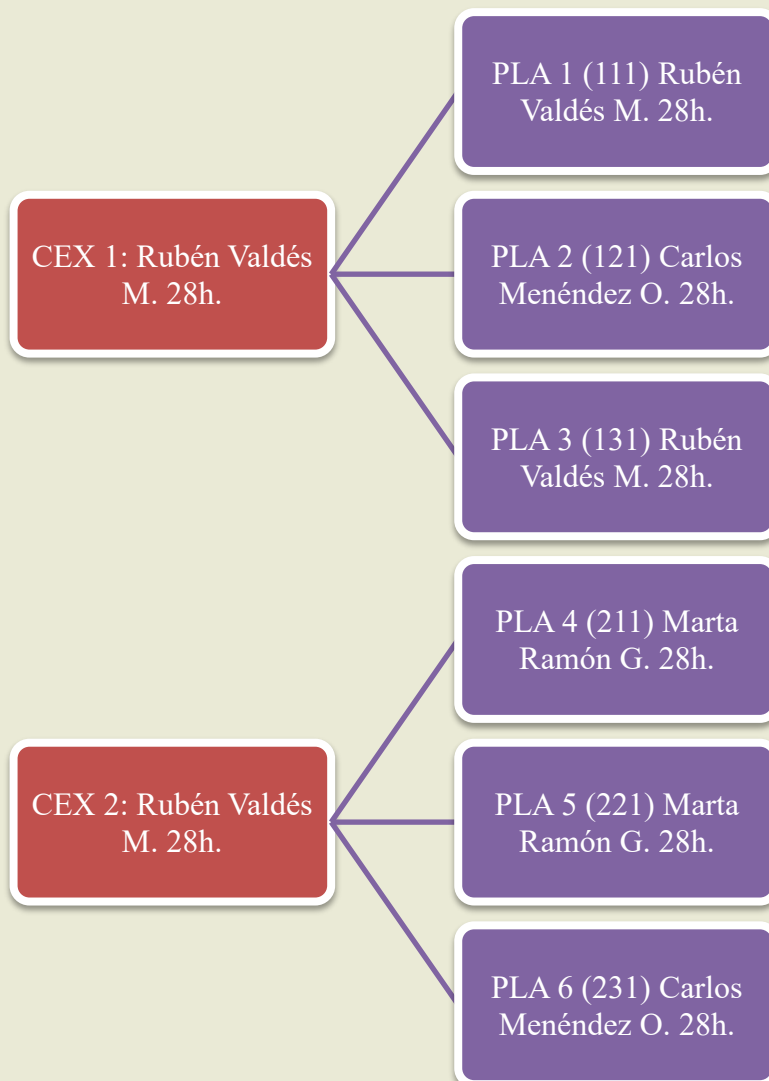 CEX 1: Rubén Valdés
M. 28h.
PLA 1 (111) Rubén
Valdés M. 28h.
PLA 2 (121) Carlos
Menéndez O. 28h.
PLA 3 (131) Rubén
Valdés M. 28h.
CEX 2: Rubén Valdés
M. 28h.
PLA 4 (211) Marta
Ramón G. 28h.
PLA 5 (221) Marta
Ramón G. 28h.
PLA 6 (231) Carlos
Menéndez O. 28h.